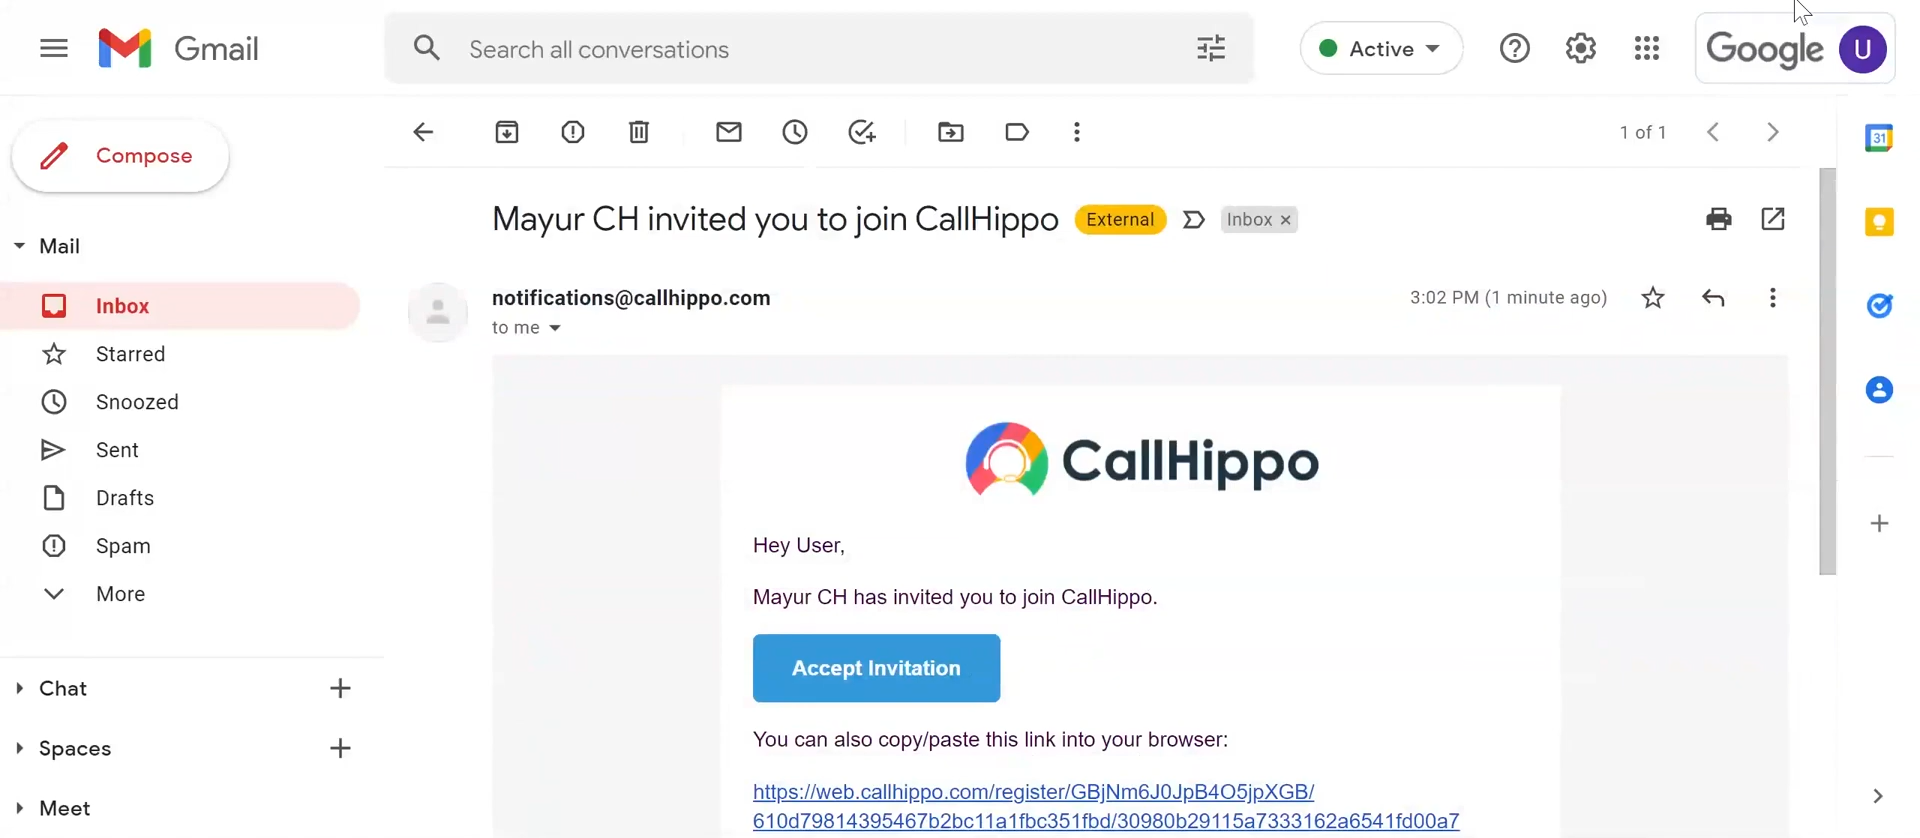 Gmail
Search all conversations
Active
Google
U
Compose
1 of 1
31
Mail
Mayur CH invited you to join CallHippo
External
Inbox ×
Inbox
notifications@callhippo.com
3:02 PM (1 minute ago)
to me
Starred
Snoozed
Sent
Drafts
Spam
More
CallHippo
Hey User,
Mayur CH has invited you to join CallHippo.
Accept Invitation
You can also copy/paste this link into your browser:
https://web.callhippo.com/register/GBjNm6J0JpB4O5jpXGB/
610d79814395467b2bc11a1fbc351fbd/30980b29115a7333162a6541fd00a7
Chat
Spaces
Meet